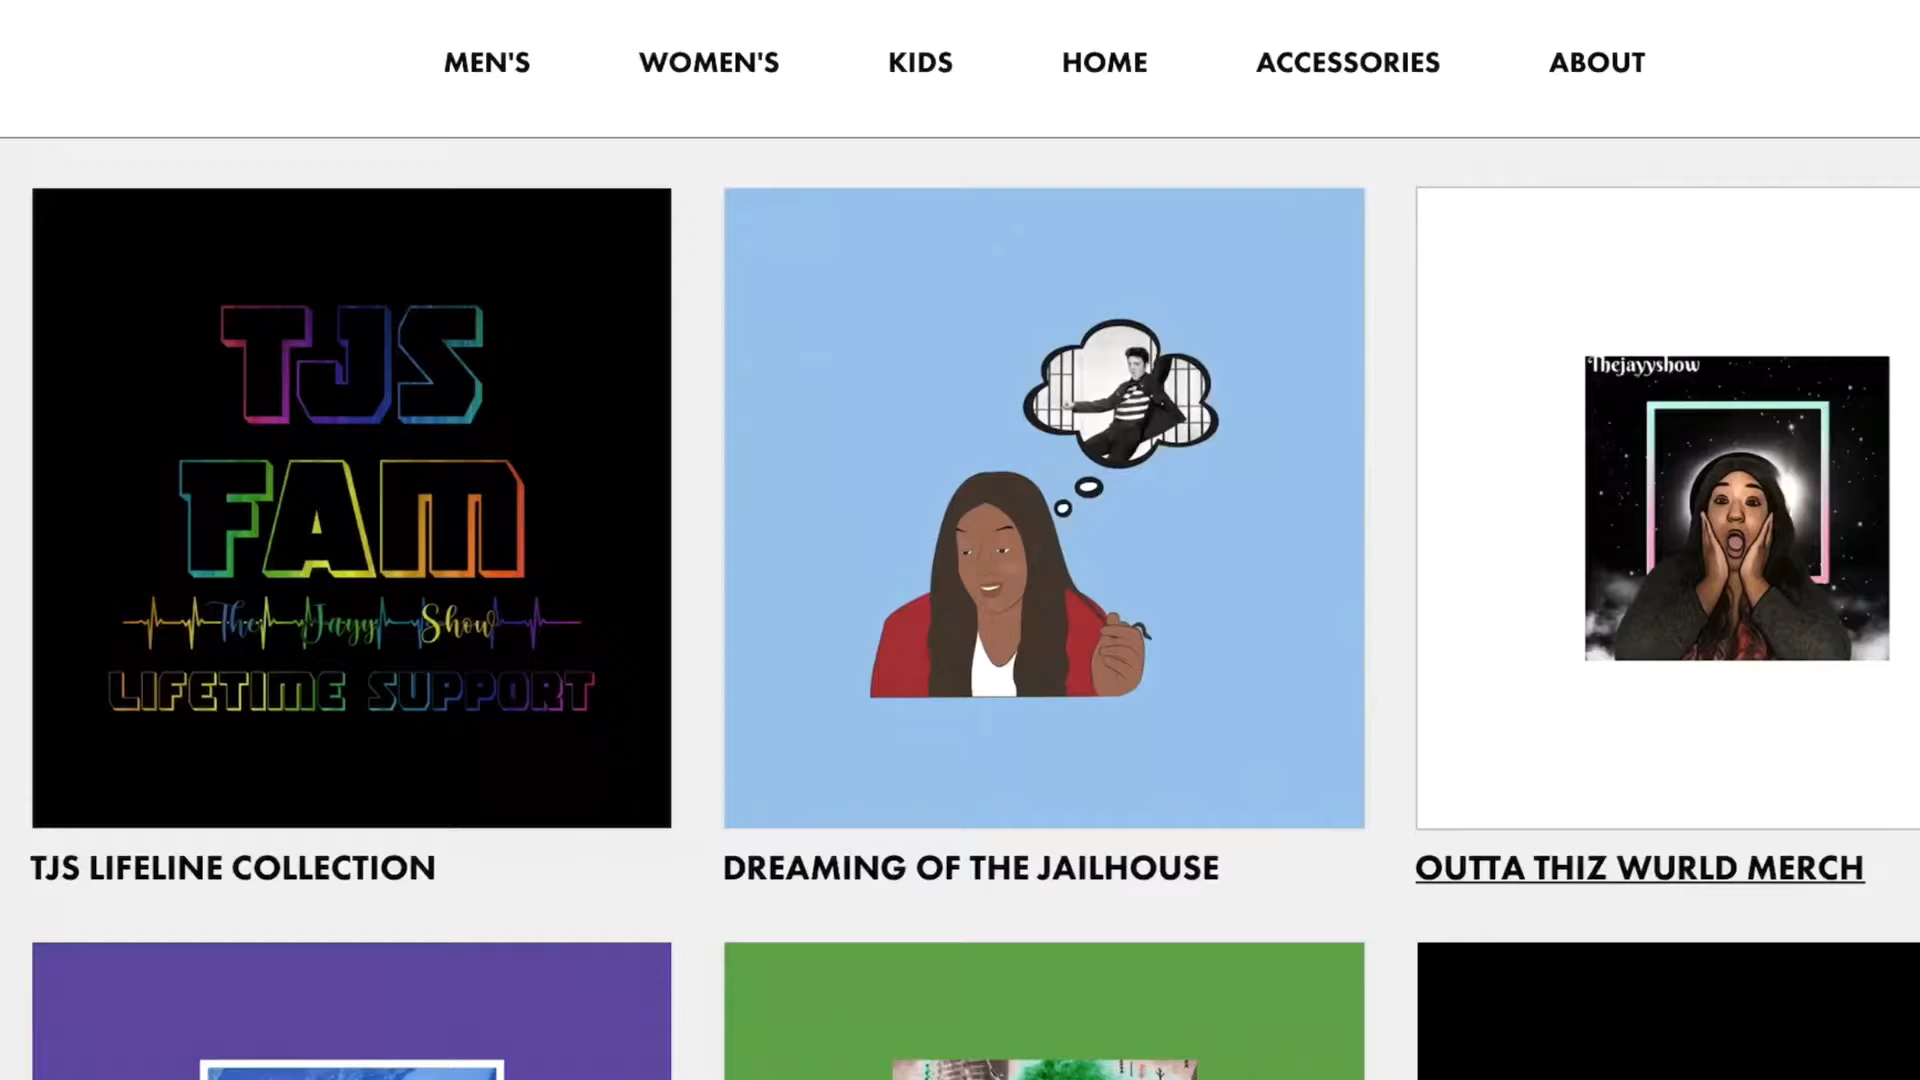 MEN'S
WOMEN'S
KIDS
HOME
ACCESSORIES
ABOUT
TJS
FAM
The Jayy Show
LIFETIME SUPPORT
Thejayyshow
TJS LIFELINE COLLECTION
DREAMING OF THE JAILHOUSE
OUTTA THIZ WURLD MERCH